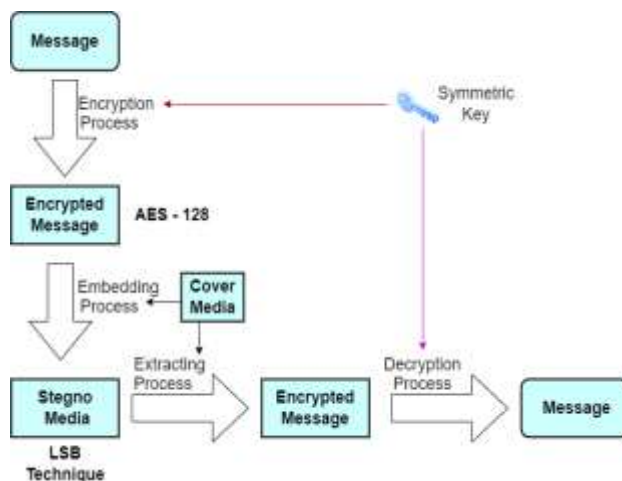 Message
Encryption
Process
Symmetric
Key
Encrypted
Message
AES - 128
Embedding
Process
Cover
Media
Stegno
Media
LSB
Technique
Extracting
Process
Encrypted
Message
Decryption
Process
Message